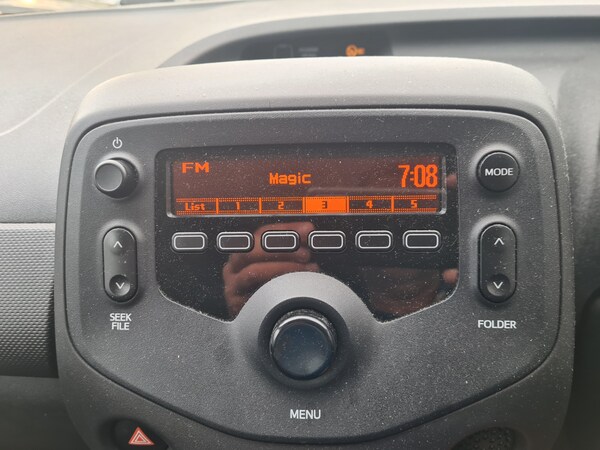 FM
Magic 7:08
MODE
List 1 2 3 4 5
SEEK FILE
FOLDER
MENU